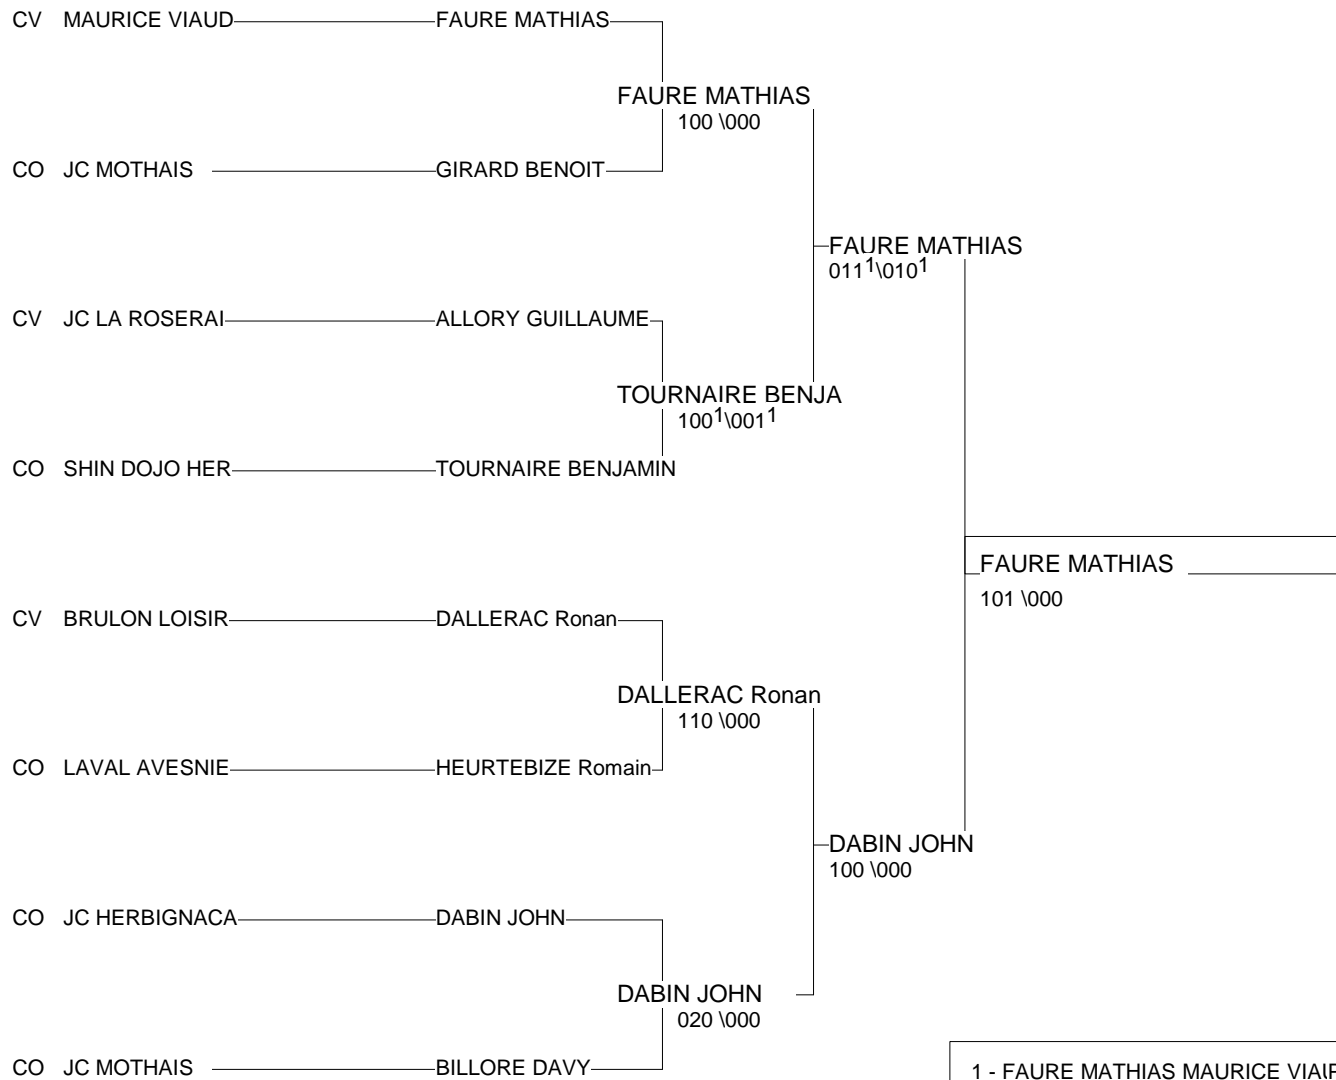 CV MAURICE VIAUD FAURE MATHIAS
FAURE MATHIAS
100 \000
CO JC MOTHAIS GIRARD BENOIT
FAURE MATHIAS
011¹\010¹
CV JC LA ROSERAI ALLORY GUILLAUME
TOURNAIRE BENJA
100¹\001¹
CO SHIN DOJO HER TOURNAIRE BENJAMIN
FAURE MATHIAS
101 \000
CV BRULON LOISIR DALLERAC Ronan
DALLERAC Ronan
110 \000
CO LAVAL AVESNIE HEURTEBIZE Romain
DABIN JOHN
100 \000
CO JC HERBIGNACA DABIN JOHN
DABIN JOHN
020 \000
CO JC MOTHAIS BILLORE DAVY
1 - FAURE MATHIAS MAURICE